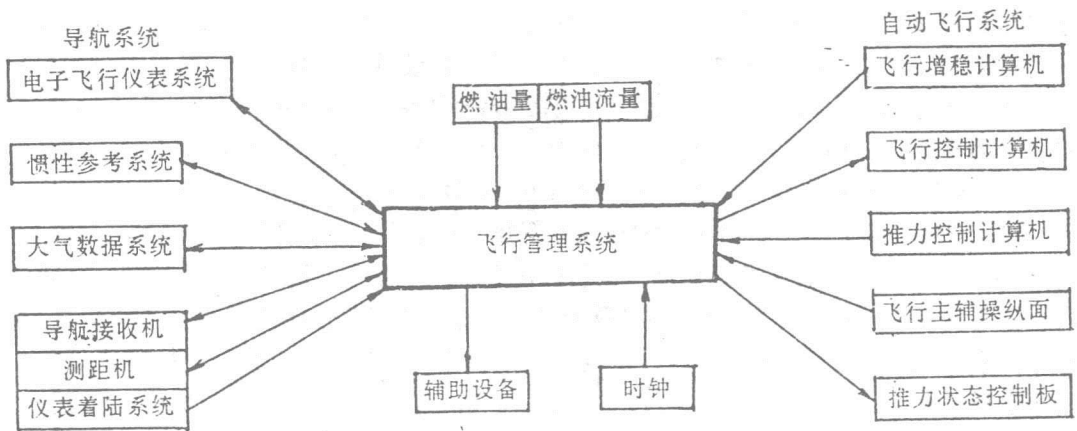 导航系统
电子飞行仪表系统
惯性参考系统
大气数据系统
导航接收机
测距机
仪表着陆系统
燃油量
燃油流量
飞行管理系统
辅助设备
时钟
自动飞行系统
飞行增稳计算机
飞行控制计算机
推力控制计算机
飞行主辅操纵面
推力状态控制板